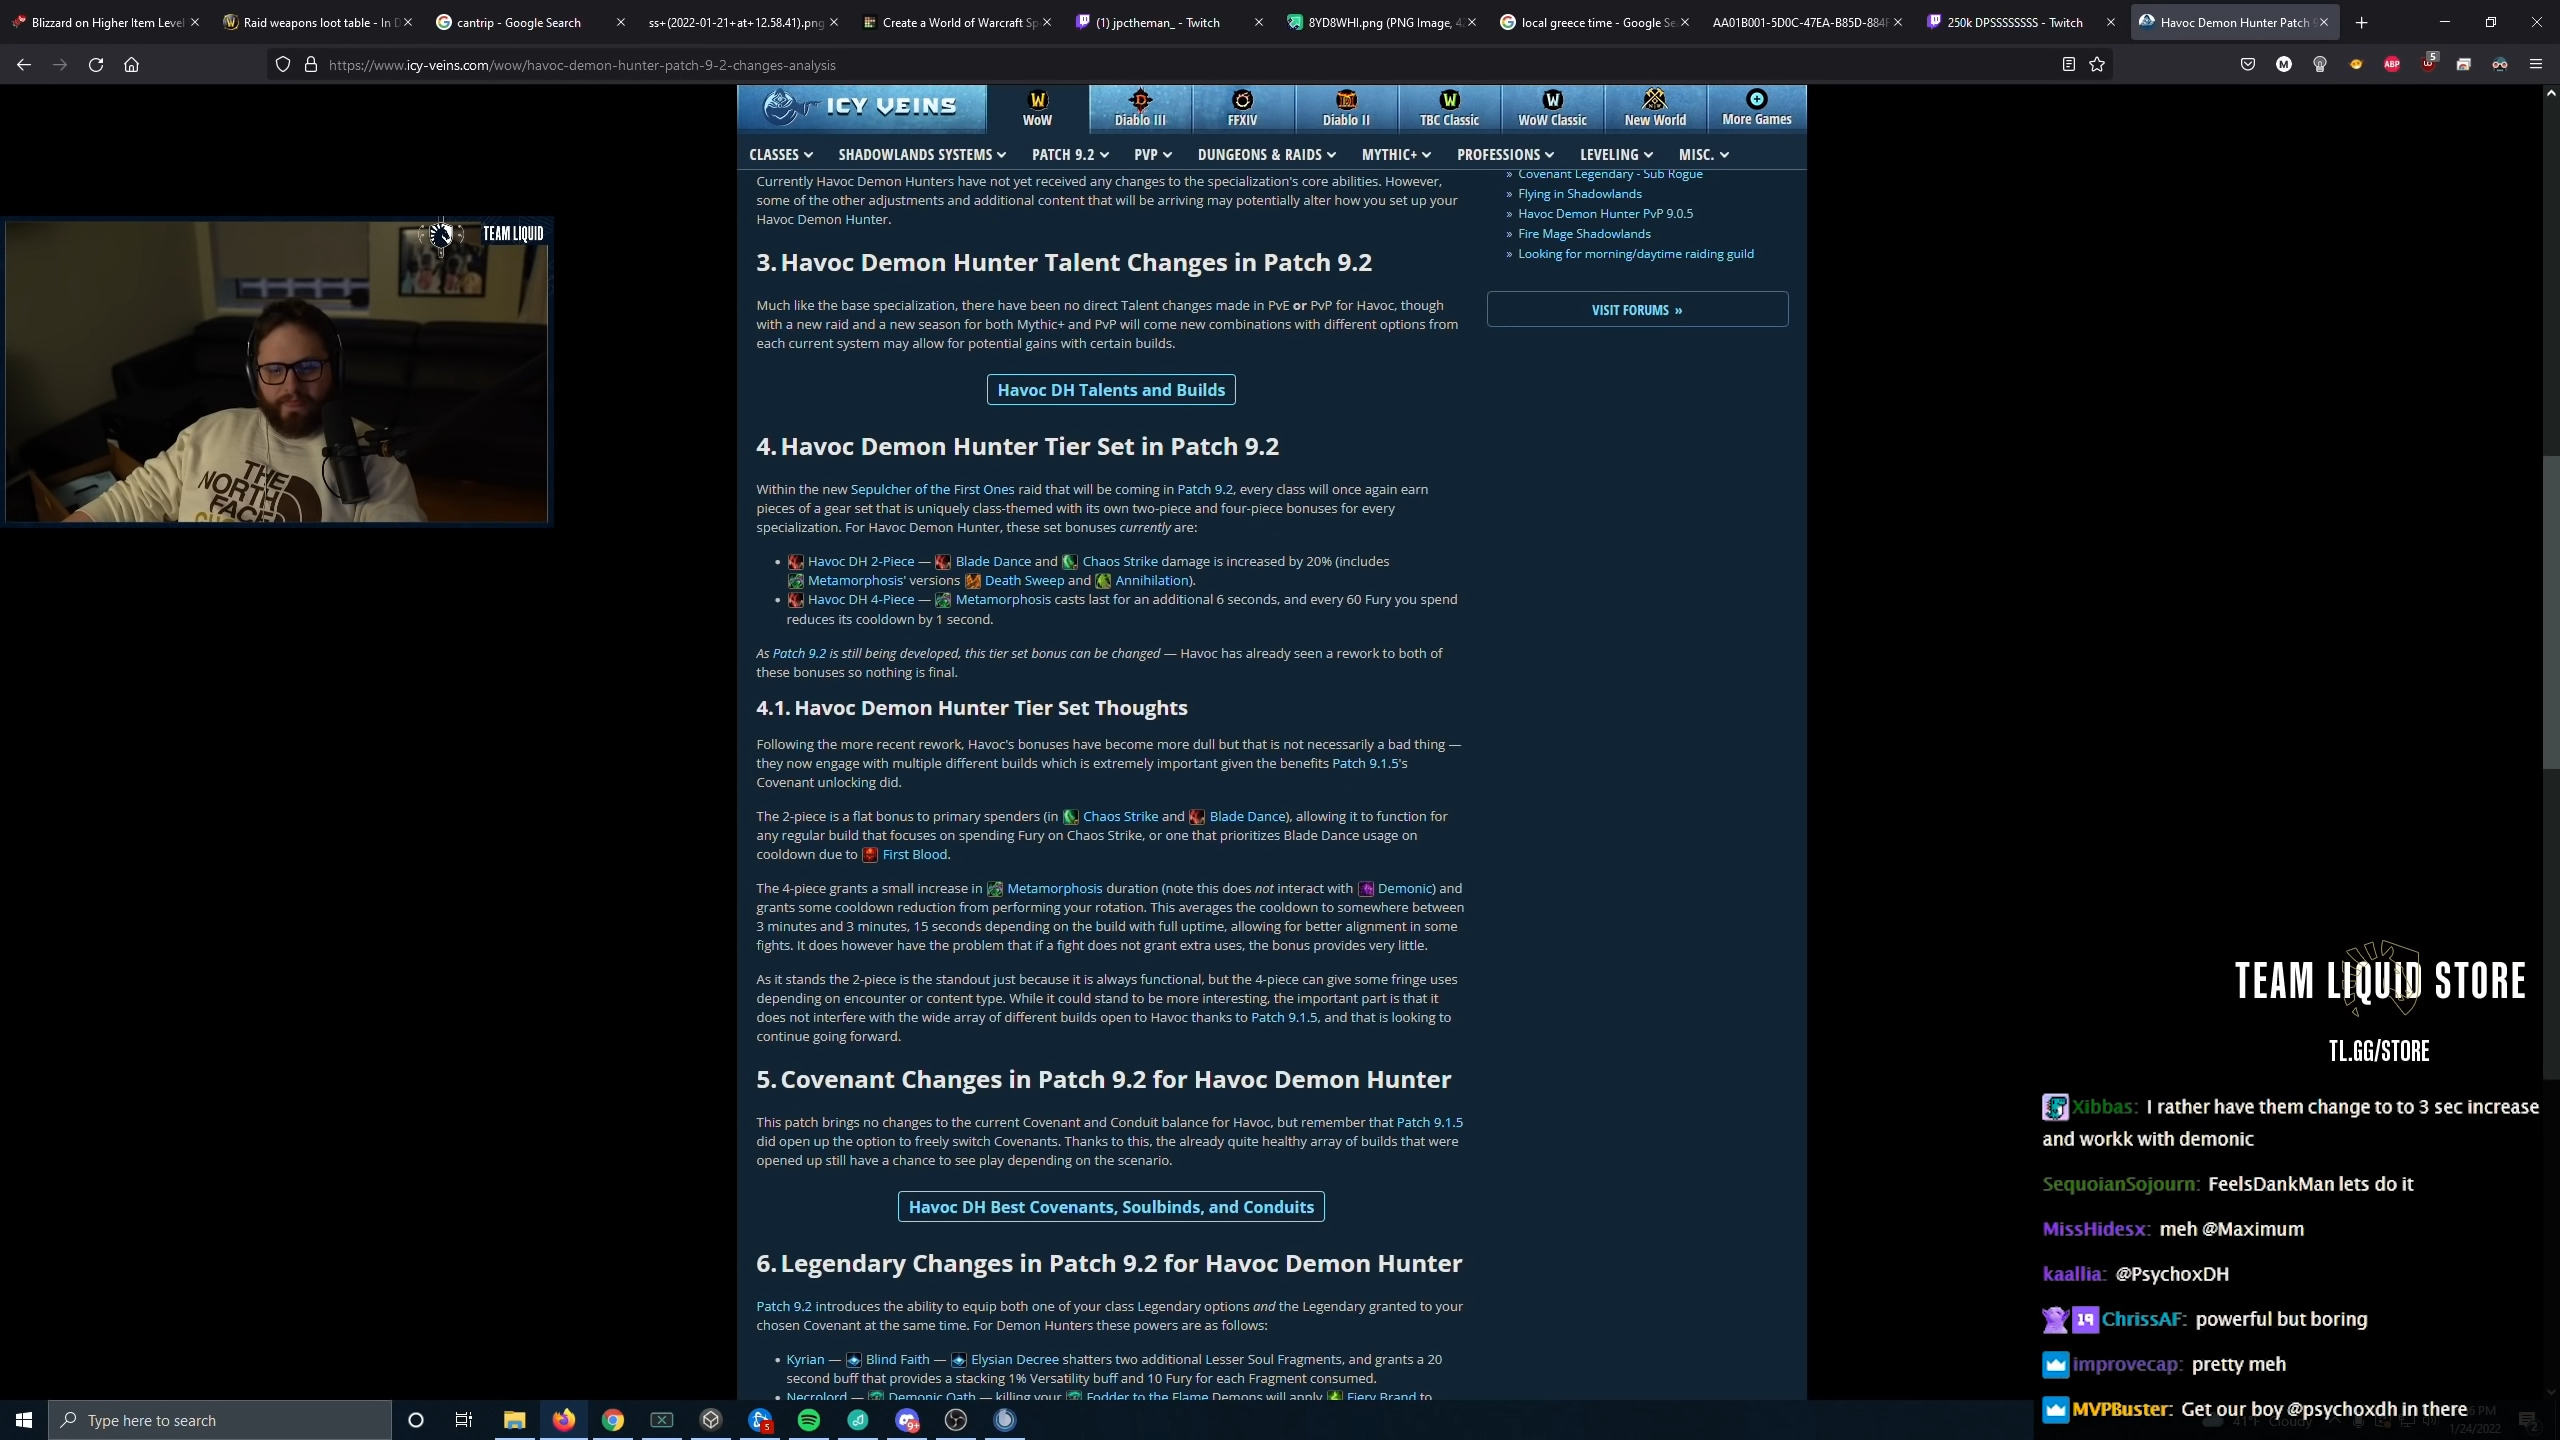 Blizzard on Higher Item Level
Raid weapons loot table - In D
cantrip - Google Search
ss+(2022-01-21+at+12.58.41).png
Create a World of Warcraft Sp
(1) jpctheman_ - Twitch
8YD8WHI.png (PNG Image, 4
local greece time - Google Se
AA01B001-5D0C-47EA-B85D-884F
250k DPSSSSSSSS - Twitch
Havoc Demon Hunter Patch 9
https://www.icy-veins.com/wow/havoc-demon-hunter-patch-9-2-changes-analysis
ABP
5
ICY VEINS
WoW
Diablo III
FFXIV
Diablo II
TBC Classic
WoW Classic
New World
More Games
CLASSES
SHADOWLANDS SYSTEMS
PATCH 9.2
PVP
DUNGEONS & RAIDS
MYTHIC+
PROFESSIONS
LEVELING
MISC.
Currently Havoc Demon Hunters have not yet received any changes to the specialization's core abilities. However,
some of the other adjustments and additional content that will be arriving may potentially alter how you set up your
Havoc Demon Hunter.
» Covenant Legendary - Sub Rogue
» Flying in Shadowlands
» Havoc Demon Hunter PvP 9.0.5
» Fire Mage Shadowlands
» Looking for morning/daytime raiding guild
VISIT FORUMS »
TEAM LIQUID
THE
NORTH
FACE
3. Havoc Demon Hunter Talent Changes in Patch 9.2
Much like the base specialization, there have been no direct Talent changes made in PvE or PvP for Havoc, though
with a new raid and a new season for both Mythic+ and PvP will come new combinations with different options from
each current system may allow for potential gains with certain builds.
Havoc DH Talents and Builds
4. Havoc Demon Hunter Tier Set in Patch 9.2
Within the new Sepulcher of the First Ones raid that will be coming in Patch 9.2, every class will once again earn
pieces of a gear set that is uniquely class-themed with its own two-piece and four-piece bonuses for every
specialization. For Havoc Demon Hunter, these set bonuses currently are:
• Havoc DH 2-Piece — Blade Dance and Chaos Strike damage is increased by 20% (includes
Metamorphosis' versions Death Sweep and Annihilation).
• Havoc DH 4-Piece — Metamorphosis casts last for an additional 6 seconds, and every 60 Fury you spend
reduces its cooldown by 1 second.
As Patch 9.2 is still being developed, this tier set bonus can be changed — Havoc has already seen a rework to both of
these bonuses so nothing is final.
4.1. Havoc Demon Hunter Tier Set Thoughts
Following the more recent rework, Havoc's bonuses have become more dull but that is not necessarily a bad thing —
they now engage with multiple different builds which is extremely important given the benefits Patch 9.1.5's
Covenant unlocking did.
The 2-piece is a flat bonus to primary spenders (in Chaos Strike and Blade Dance), allowing it to function for
any regular build that focuses on spending Fury on Chaos Strike, or one that prioritizes Blade Dance usage on
cooldown due to First Blood.
The 4-piece grants a small increase in Metamorphosis duration (note this does not interact with Demonic) and
grants some cooldown reduction from performing your rotation. This averages the cooldown to somewhere between
3 minutes and 3 minutes, 15 seconds depending on the build with full uptime, allowing for better alignment in some
fights. It does however have the problem that if a fight does not grant extra uses, the bonus provides very little.
As it stands the 2-piece is the standout just because it is always functional, but the 4-piece can give some fringe uses
depending on encounter or content type. While it could stand to be more interesting, the important part is that it
does not interfere with the wide array of different builds open to Havoc thanks to Patch 9.1.5, and that is looking to
continue going forward.
5. Covenant Changes in Patch 9.2 for Havoc Demon Hunter
This patch brings no changes to the current Covenant and Conduit balance for Havoc, but remember that Patch 9.1.5
did open up the option to freely switch Covenants. Thanks to this, the already quite healthy array of builds that were
opened up still have a chance to see play depending on the scenario.
Havoc DH Best Covenants, Soulbinds, and Conduits
6. Legendary Changes in Patch 9.2 for Havoc Demon Hunter
Patch 9.2 introduces the ability to equip both one of your class Legendary options and the Legendary granted to your
chosen Covenant at the same time. For Demon Hunters these powers are as follows:
• Kyrian — Blind Faith — Elysian Decree shatters two additional Lesser Soul Fragments, and grants a 20
second buff that provides a stacking 1% Versatility buff and 10 Fury for each Fragment consumed.
• Necrolord — Demonic Oath — killing your Fodder to the Flame Demons will apply Fiery Brand to
TEAM LIQUID STORE
TL.GG/STORE
Xibbas: I rather have them change to to 3 sec increase
and workk with demonic
SequoianSojourn: FeelsDankMan lets do it
MissHidesx: meh @Maximum
kaallia: @PsychoxDH
19 ChrissAF: powerful but boring
improvecap: pretty meh
MVPBuster: Get our boy @psychoxdh in there
Type here to search
5
9+
41°F Cloudy
PM
1/24/2022
2